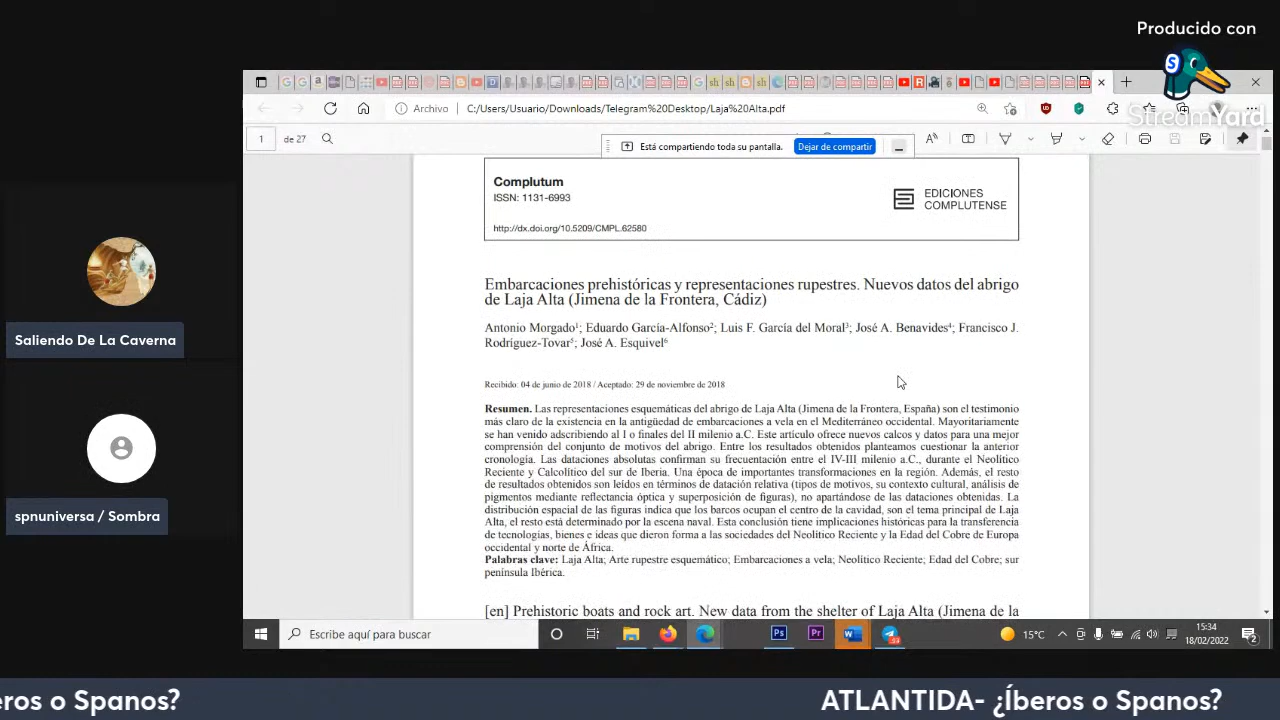 Producido con
StreamYard
Archivo C:/Users/Usuario/Downloads/Telegram%20Desktop/Laja%20Alta.pdf
1 de 27
Está compartiendo toda su pantalla. Dejar de compartir
Complutum
ISSN: 1131-6993
EDICIONES
COMPLUTENSE
http://dx.doi.org/10.5209/CMPL.62580
Embarcaciones prehistóricas y representaciones rupestres. Nuevos datos del abrigo
de Laja Alta (Jimena de la Frontera, Cádiz)
Antonio Morgado¹; Eduardo García-Alfonso²; Luis F. García del Moral³; José A. Benavides⁴; Francisco J.
Rodríguez-Tovar⁵; José A. Esquivel⁶
Recibido: 04 de junio de 2018 / Aceptado: 29 de noviembre de 2018
Resumen. Las representaciones esquemáticas del abrigo de Laja Alta (Jimena de la Frontera, España) son el testimonio
más claro de la existencia en la antigüedad de embarcaciones a vela en el Mediterráneo occidental. Mayoritariamente
se han venido adscribiendo al I o finales del II milenio a.C. Este artículo ofrece nuevos calcos y datos para una mejor
comprensión del conjunto de motivos del abrigo. Entre los resultados obtenidos planteamos cuestionar la anterior
cronología. Las dataciones absolutas confirman su frecuentación entre el IV-III milenio a.C., durante el Neolítico
Reciente y Calcolítico del sur de Iberia. Una época de importantes transformaciones en la región. Además, el resto
de resultados obtenidos son leídos en términos de datación relativa (tipos de motivos, su contexto cultural, análisis de
pigmentos mediante reflectancia óptica y superposición de figuras), no apartándose de las dataciones obtenidas. La
distribución espacial de las figuras indica que los barcos ocupan el centro de la cavidad, son el tema principal de Laja
Alta, el resto está determinado por la escena naval. Esta conclusión tiene implicaciones históricas para la transferencia
de tecnologías, bienes e ideas que dieron forma a las sociedades del Neolítico Reciente y la Edad del Cobre de Europa
occidental y norte de África.
Palabras clave: Laja Alta; Arte rupestre esquemático; Embarcaciones a vela; Neolítico Reciente; Edad del Cobre; sur
península Ibérica.
[en] Prehistoric boats and rock art. New data from the shelter of Laja Alta (Jimena de la
Saliendo De La Caverna
spnuniversa / Sombra
Escribe aquí para buscar
15°C
15:34
18/02/2022
eros o Spanos? ATLANTIDA- ¿Íberos o Spanos?